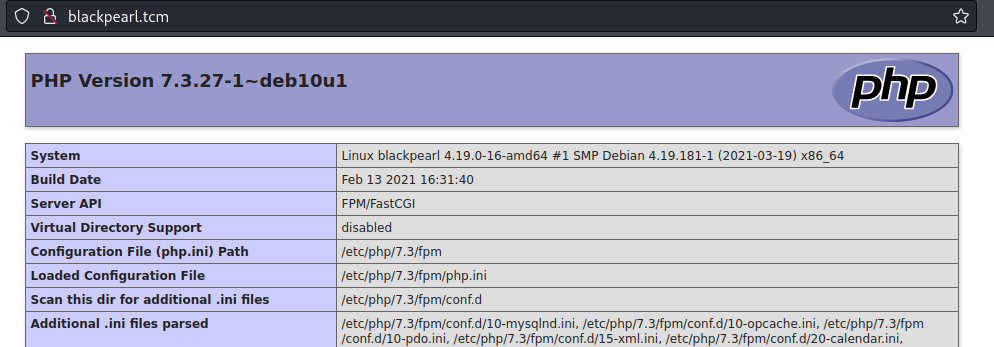 blackpearl.tcm
PHP Version 7.3.27-1~deb10u1
php
System Linux blackpearl 4.19.0-16-amd64 #1 SMP Debian 4.19.181-1 (2021-03-19) x86_64
Build Date Feb 13 2021 16:31:40
Server API FPM/FastCGI
Virtual Directory Support disabled
Configuration File (php.ini) Path /etc/php/7.3/fpm
Loaded Configuration File /etc/php/7.3/fpm/php.ini
Scan this dir for additional .ini files /etc/php/7.3/fpm/conf.d
Additional .ini files parsed /etc/php/7.3/fpm/conf.d/10-mysqlnd.ini, /etc/php/7.3/fpm/conf.d/10-opcache.ini, /etc/php/7.3/fpm
/conf.d/10-pdo.ini, /etc/php/7.3/fpm/conf.d/15-xml.ini, /etc/php/7.3/fpm/conf.d/20-calendar.ini,